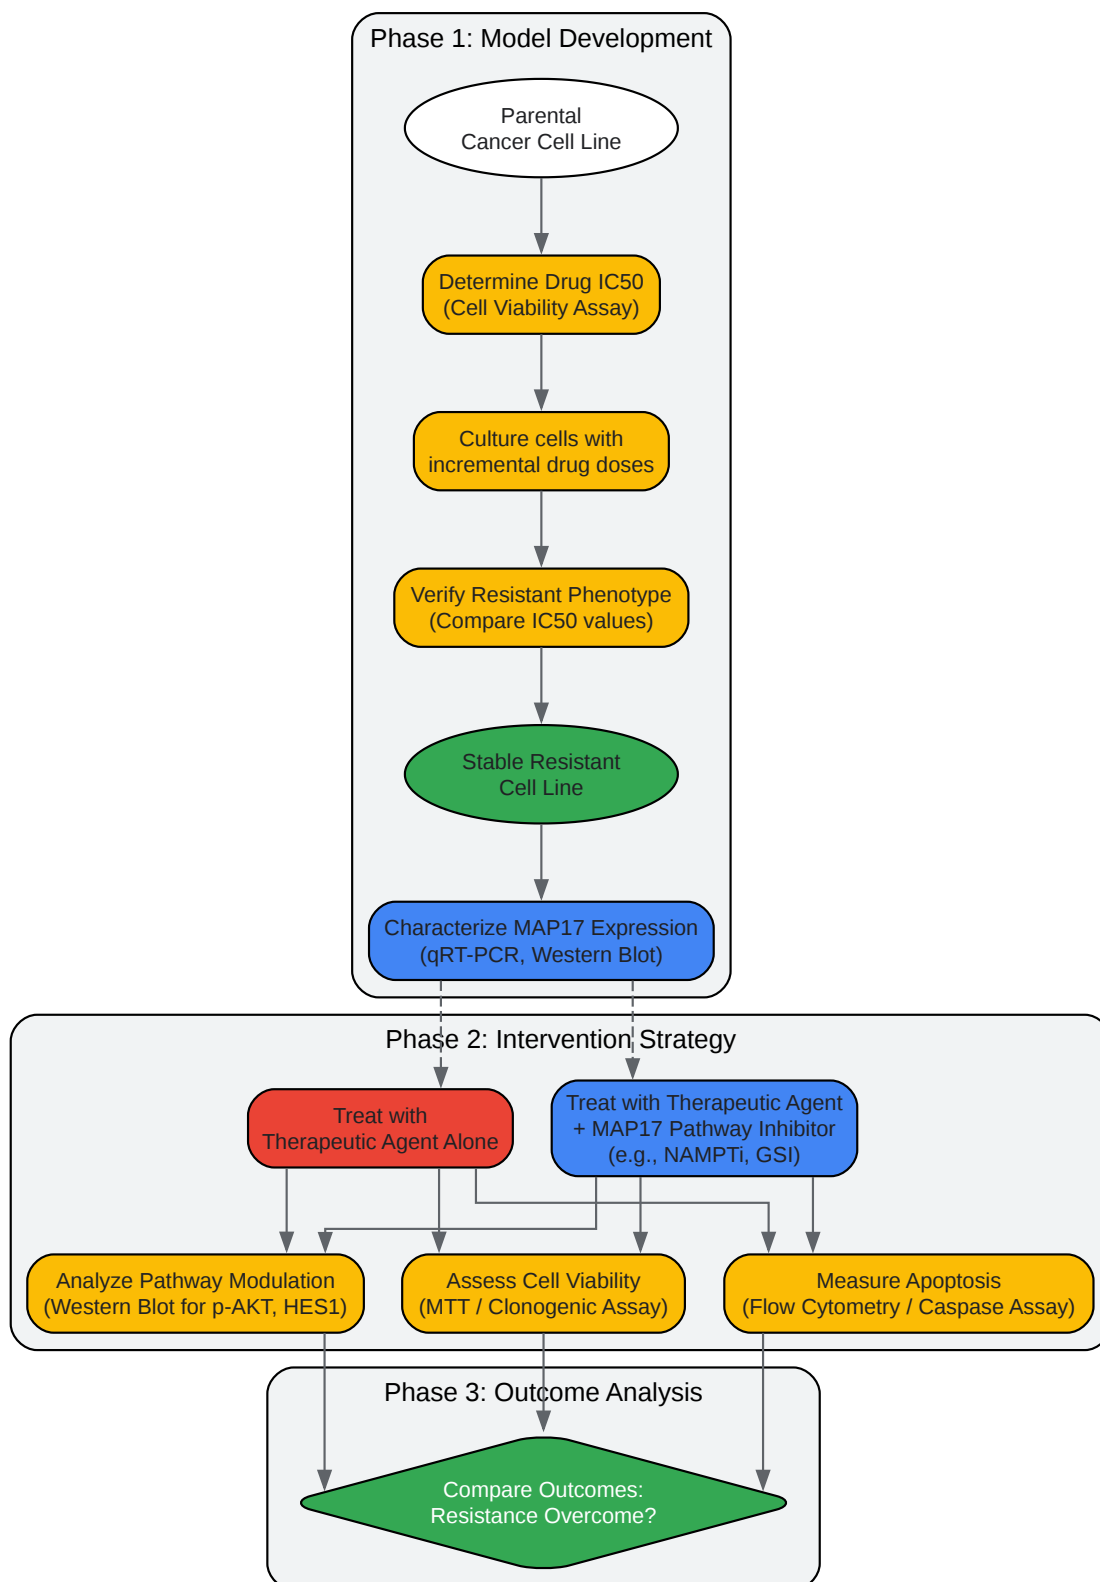 Phase 1: Model Development
Parental
Cancer Cell Line
Determine Drug IC50
(Cell Viability Assay)
Culture cells with
incremental drug doses
Verify Resistant Phenotype
(Compare IC50 values)
Stable Resistant
Cell Line
Characterize MAP17 Expression
(qRT-PCR, Western Blot)
Phase 2: Intervention Strategy
Treat with
Therapeutic Agent Alone
Treat with Therapeutic Agent
+ MAP17 Pathway Inhibitor
(e.g., NAMPTi, GSI)
Analyze Pathway Modulation
(Western Blot for p-AKT, HES1)
Assess Cell Viability
(MTT / Clonogenic Assay)
Measure Apoptosis
(Flow Cytometry / Caspase Assay)
Phase 3: Outcome Analysis
Compare Outcomes:
Resistance Overcome?